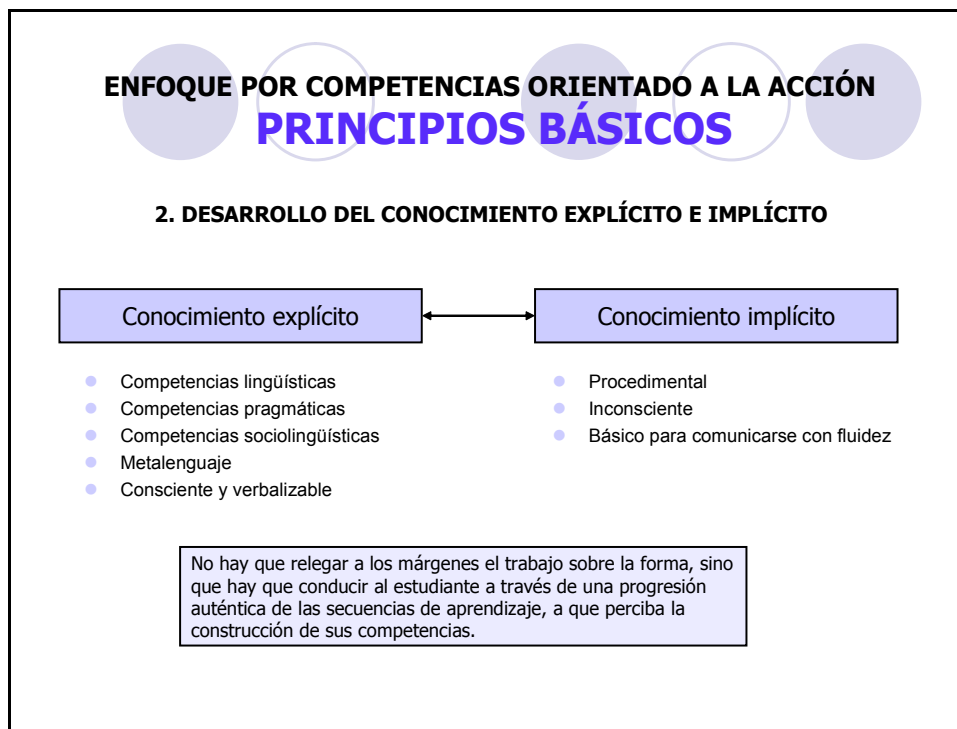 ENFOQUE POR COMPETENCIAS ORIENTADO A LA ACCIÓN
PRINCIPIOS BÁSICOS
2. DESARROLLO DEL CONOCIMIENTO EXPLÍCITO E IMPLÍCITO
Conocimiento explícito
Competencias lingüísticas
Competencias pragmáticas
Competencias sociolingüísticas
Metalenguaje
Consciente y verbalizable
Conocimiento implícito
Procedimental
Inconsciente
Básico para comunicarse con fluidez
No hay que relegar a los márgenes el trabajo sobre la forma, sino
que hay que conducir al estudiante a través de una progresión
auténtica de las secuencias de aprendizaje, a que perciba la
construcción de sus competencias.